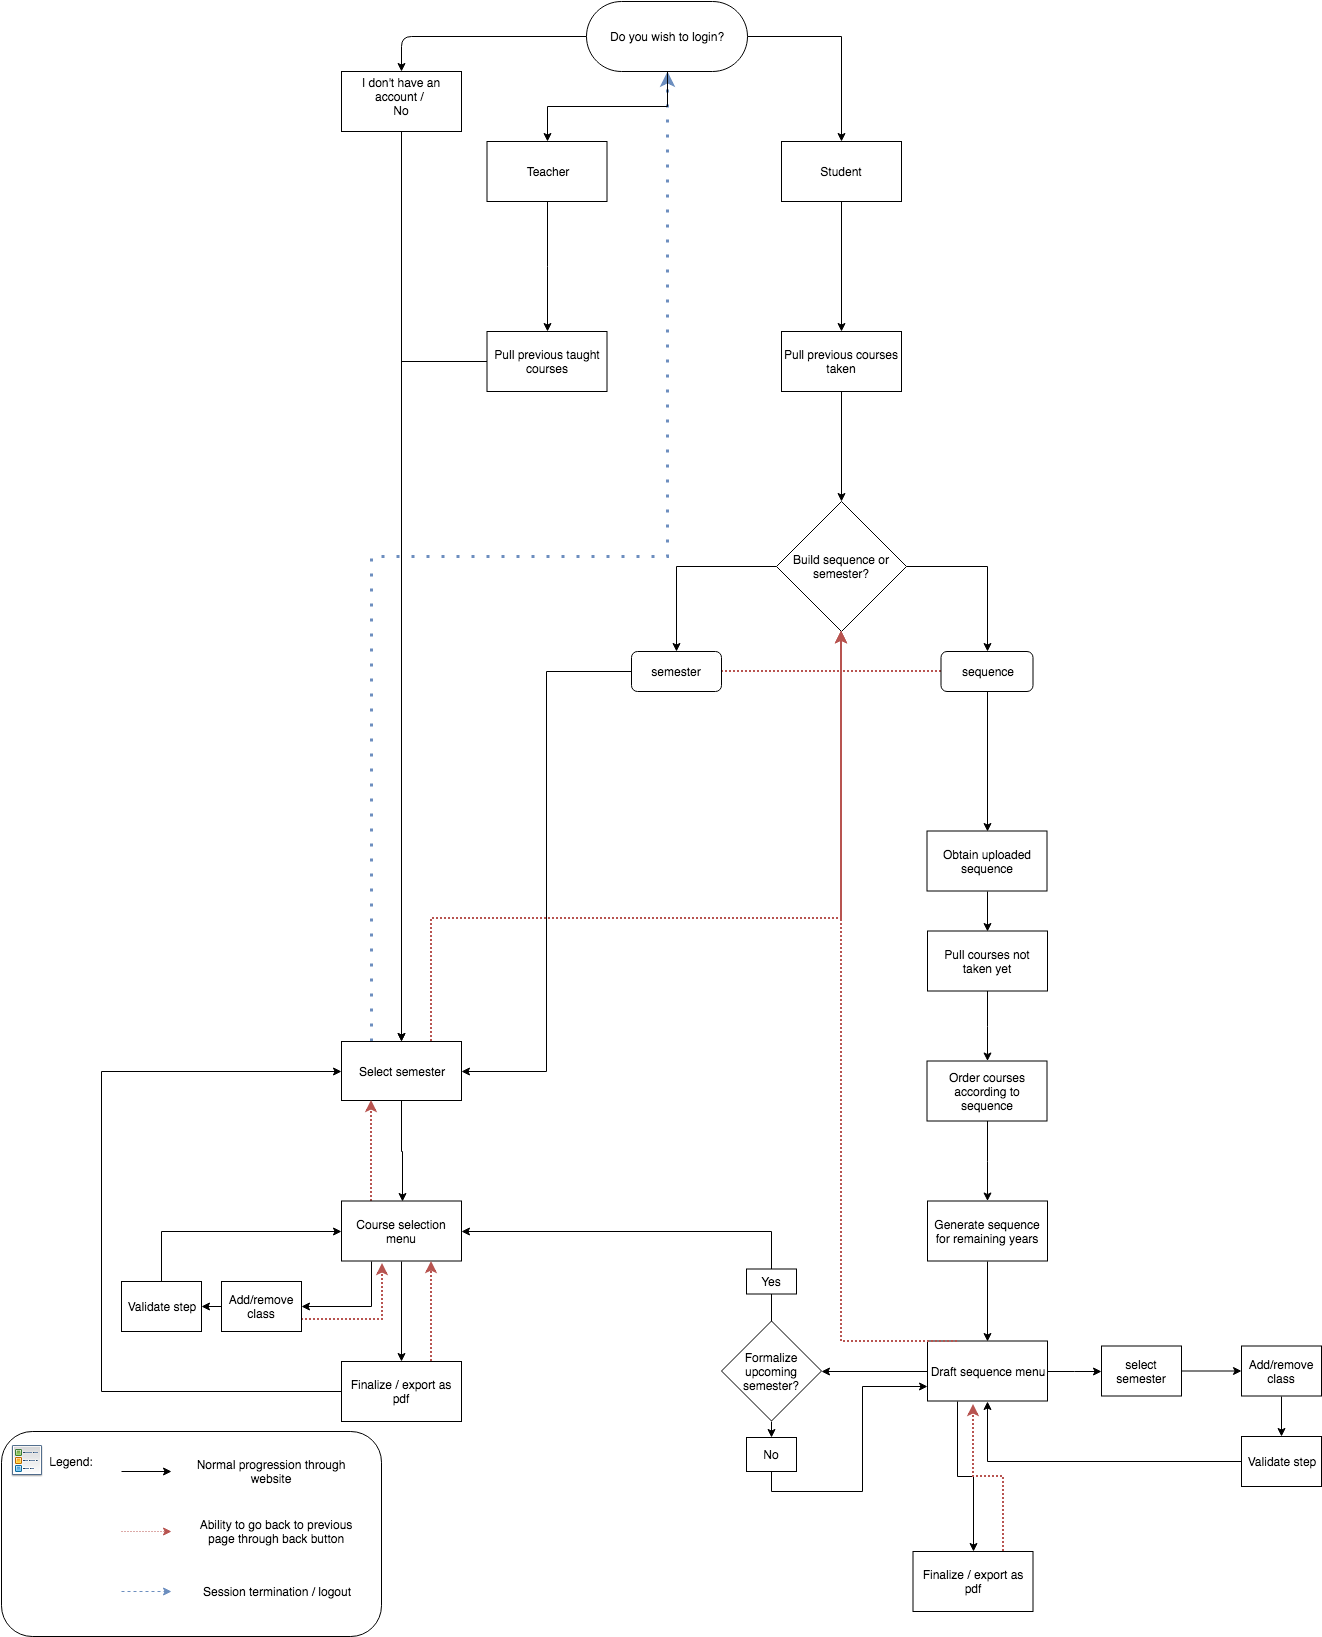 Do you wish to login?
I don't have an
account /
No
Teacher
Student
Pull previous taught
courses
Pull previous courses
taken
Build sequence or
semester?
semester
sequence
Obtain uploaded
sequence
Pull courses not
taken yet
Select semester
Order courses
according to
sequence
Course selection
menu
Generate sequence
for remaining years
Validate step
Add/remove
class
Yes
Finalize / export as
pdf
Formalize
upcoming
semester?
Draft sequence menu
select
semester
Add/remove
class
No
Validate step
Legend:
Normal progression through
website
Ability to go back to previous
page through back button
Session termination / logout
Finalize / export as
pdf